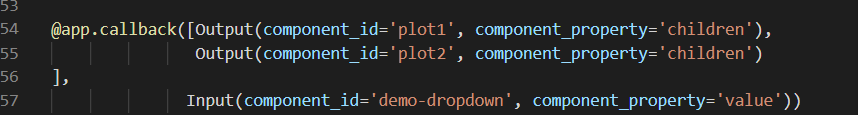 53
54 @app.callback([Output(component_id='plot1', component_property='children'),
55 Output(component_id='plot2', component_property='children')
56 ],
57 Input(component_id='demo-dropdown', component_property='value'))